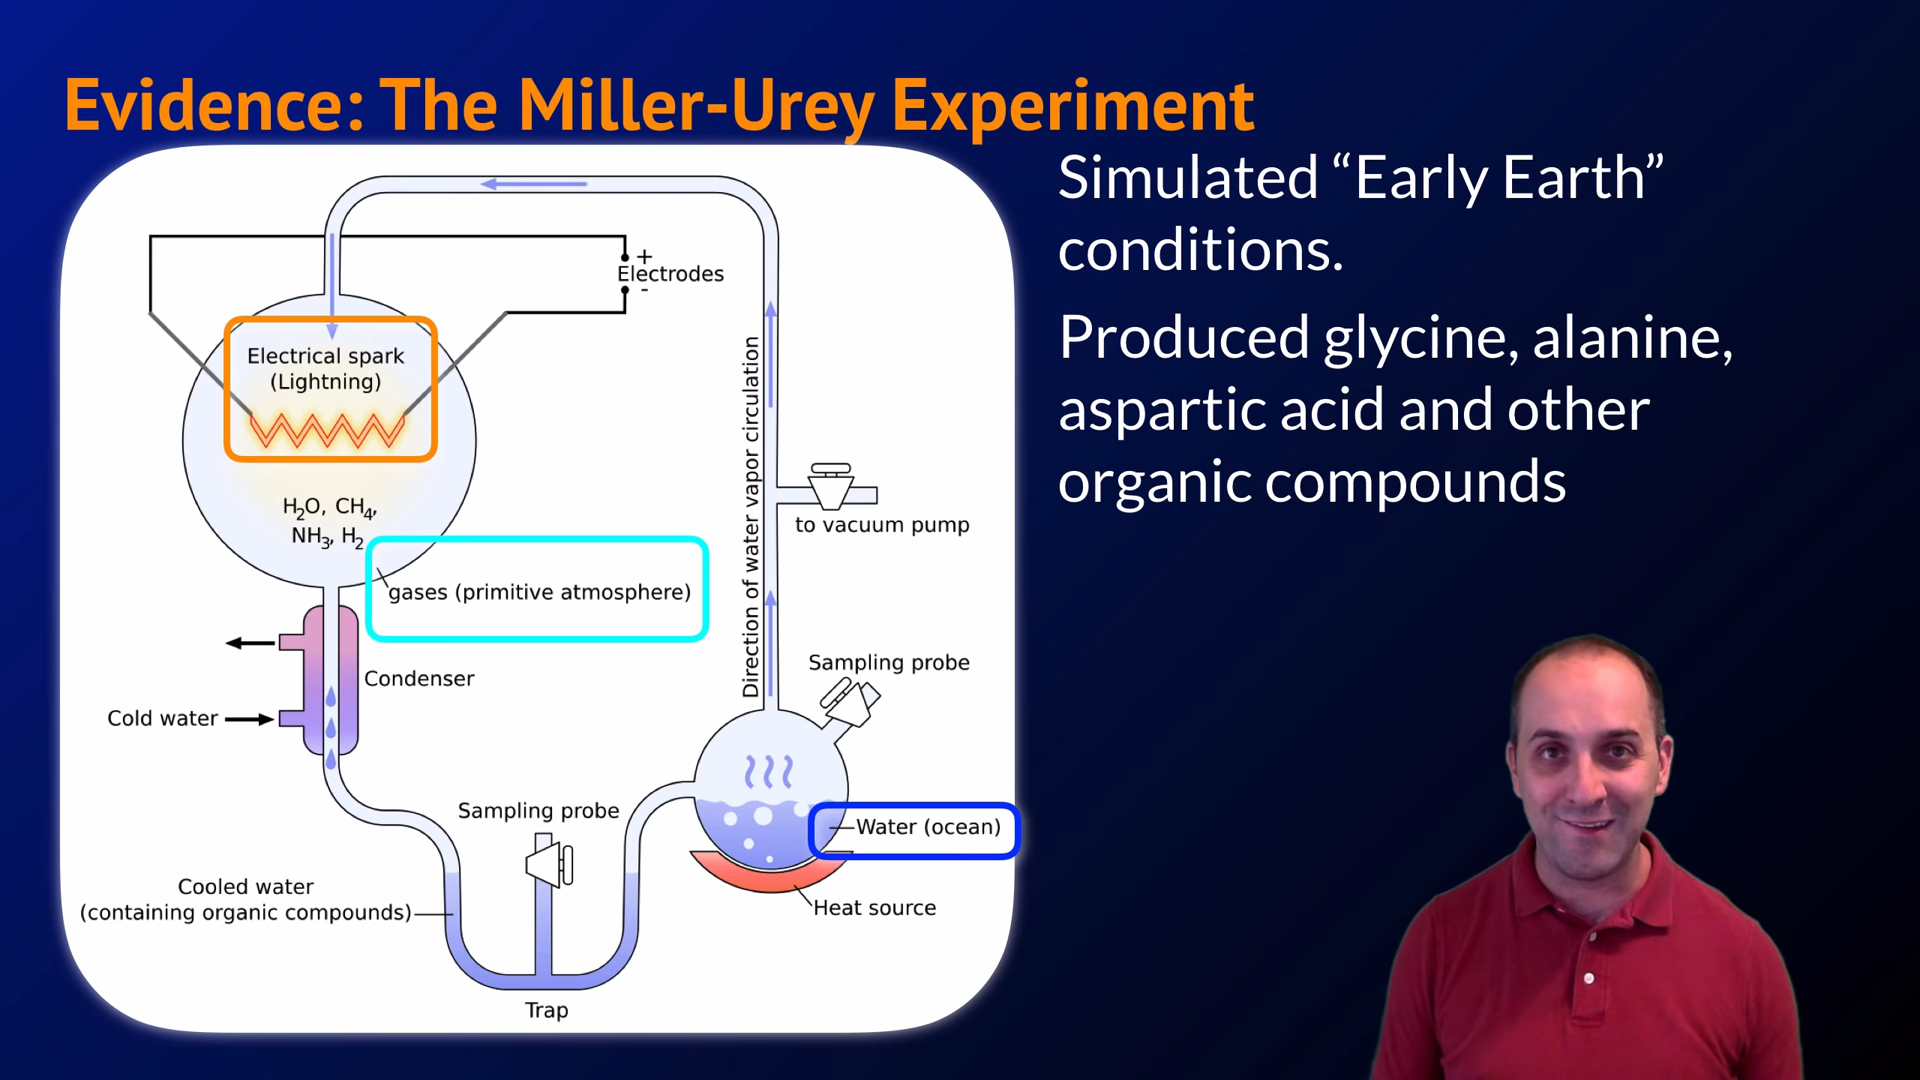 Evidence: The Miller-Urey Experiment
Simulated “Early Earth”
conditions.
Produced glycine, alanine,
aspartic acid and other
organic compounds
+
Electrodes
-
Electrical spark
(Lightning)
H₂O, CH₄,
NH₃, H₂
gases (primitive atmosphere)
Direction of water vapor circulation
to vacuum pump
Condenser
Cold water
Sampling probe
Water (ocean)
Heat source
Sampling probe
Cooled water
(containing organic compounds)
Trap